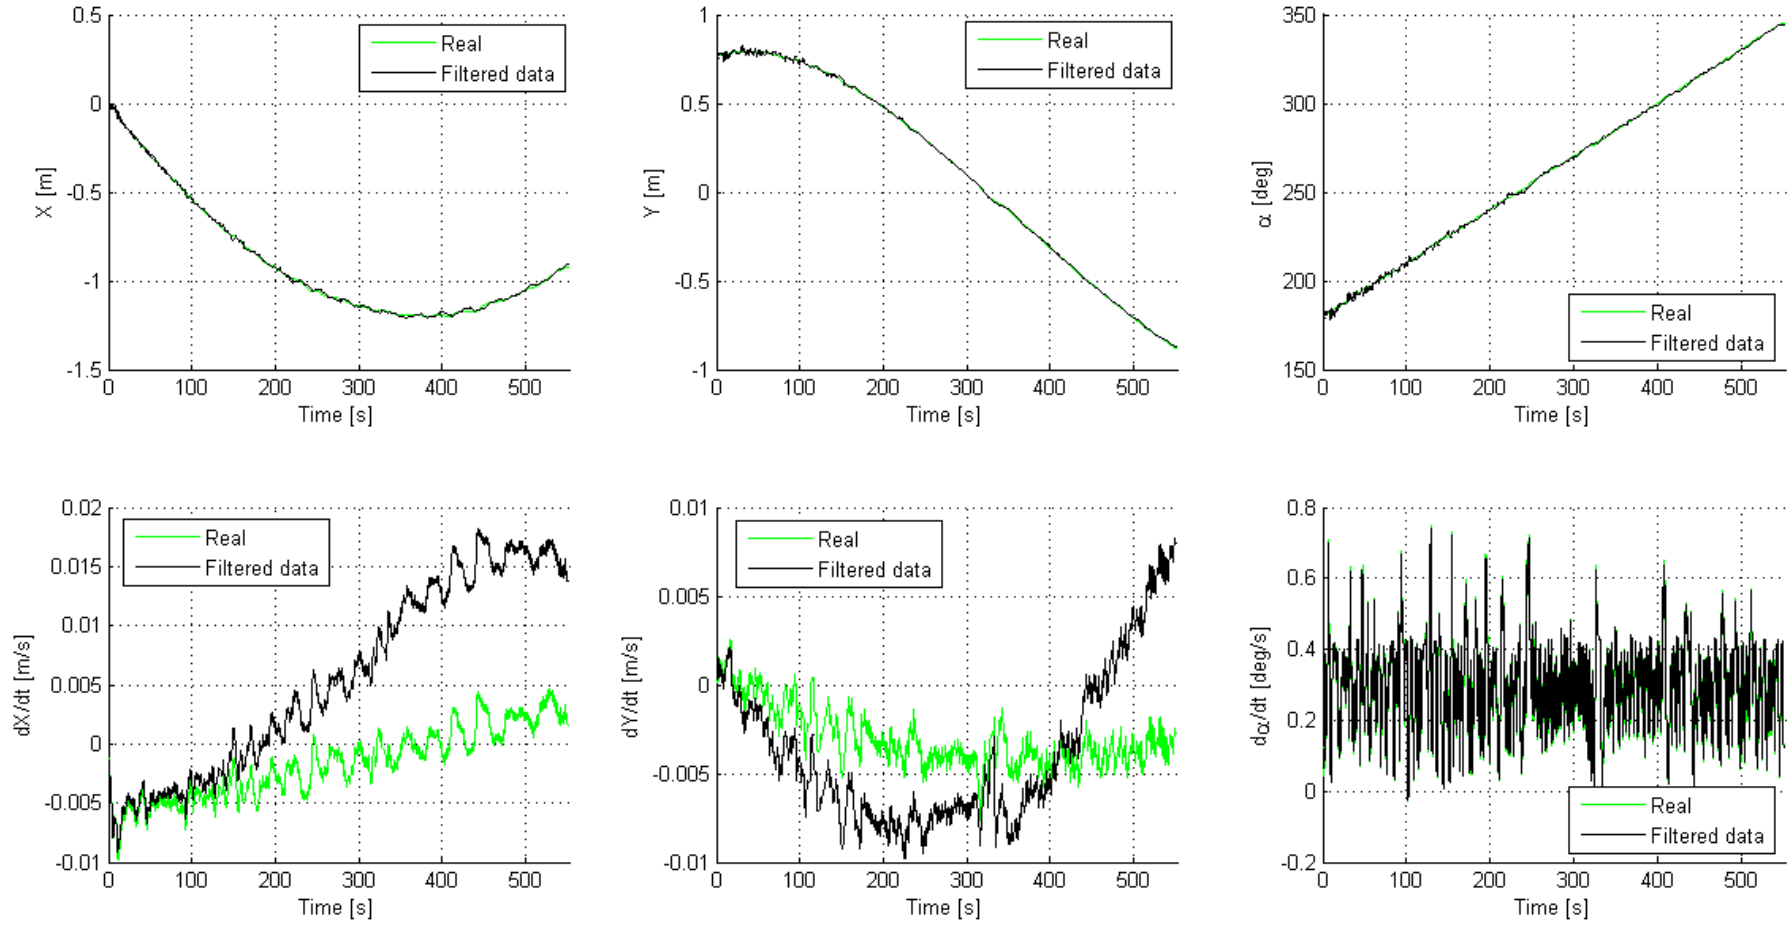 0.5
0
-0.5
-1
-1.5
X [m]
0 100 200 300 400 500
Time [s]
Real
Filtered data
1
0.5
0
-0.5
-1
Y [m]
0 100 200 300 400 500
Time [s]
Real
Filtered data
350
300
250
200
150
α [deg]
0 100 200 300 400 500
Time [s]
Real
Filtered data
0.02
0.015
0.01
0.005
0
-0.005
-0.01
dX/dt [m/s]
0 100 200 300 400 500
Time [s]
Real
Filtered data
0.01
0.005
0
-0.005
-0.01
dY/dt [m/s]
0 100 200 300 400 500
Time [s]
Real
Filtered data
0.8
0.6
0.4
0.2
0
-0.2
dα/dt [deg/s]
0 100 200 300 400 500
Time [s]
Real
Filtered data